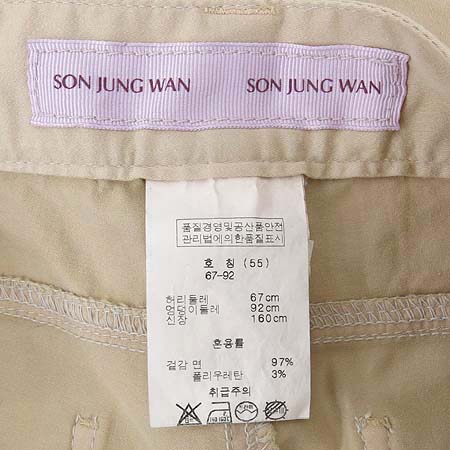 SON JUNG WAN SON JUNG WAN
품질경영및공산품안전
관리법에의한품질표시
호 칭 (55)
67-92
허리둘레 67cm
엉덩이둘레 92cm
신장 160cm
혼용률
겉감 면 97%
폴리우레탄 3%
취급주의